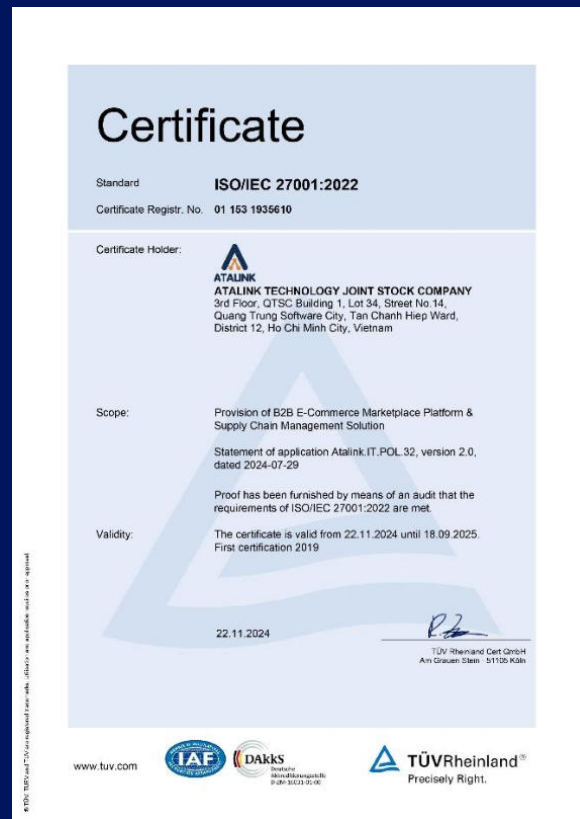 Certificate
Standard ISO/IEC 27001:2022
Certificate Registr. No. 01 153 1935610
Certificate Holder:
ATALINK
ATALINK TECHNOLOGY JOINT STOCK COMPANY
3rd Floor, QTSC Building 1, Lot 34, Street No.14,
Quang Trung Software City, Tan Chanh Hiep Ward,
District 12, Ho Chi Minh City, Vietnam
Scope: Provision of B2B E-Commerce Marketplace Platform &
Supply Chain Management Solution
Statement of application Atalink.IT.POL.32, version 2.0,
dated 2024-07-29
Proof has been furnished by means of an audit that the
requirements of ISO/IEC 27001:2022 are met.
Validity: The certificate is valid from 22.11.2024 until 18.09.2025.
First certification 2019
22.11.2024
TÜV Rheinland Cert GmbH
Am Grauen Stein · 51105 Köln
www.tuv.com
IAF
DAkkS
Deutsche
Akkreditierungsstelle
D-ZM-16031-01-00
TÜVRheinland®
Precisely Right.